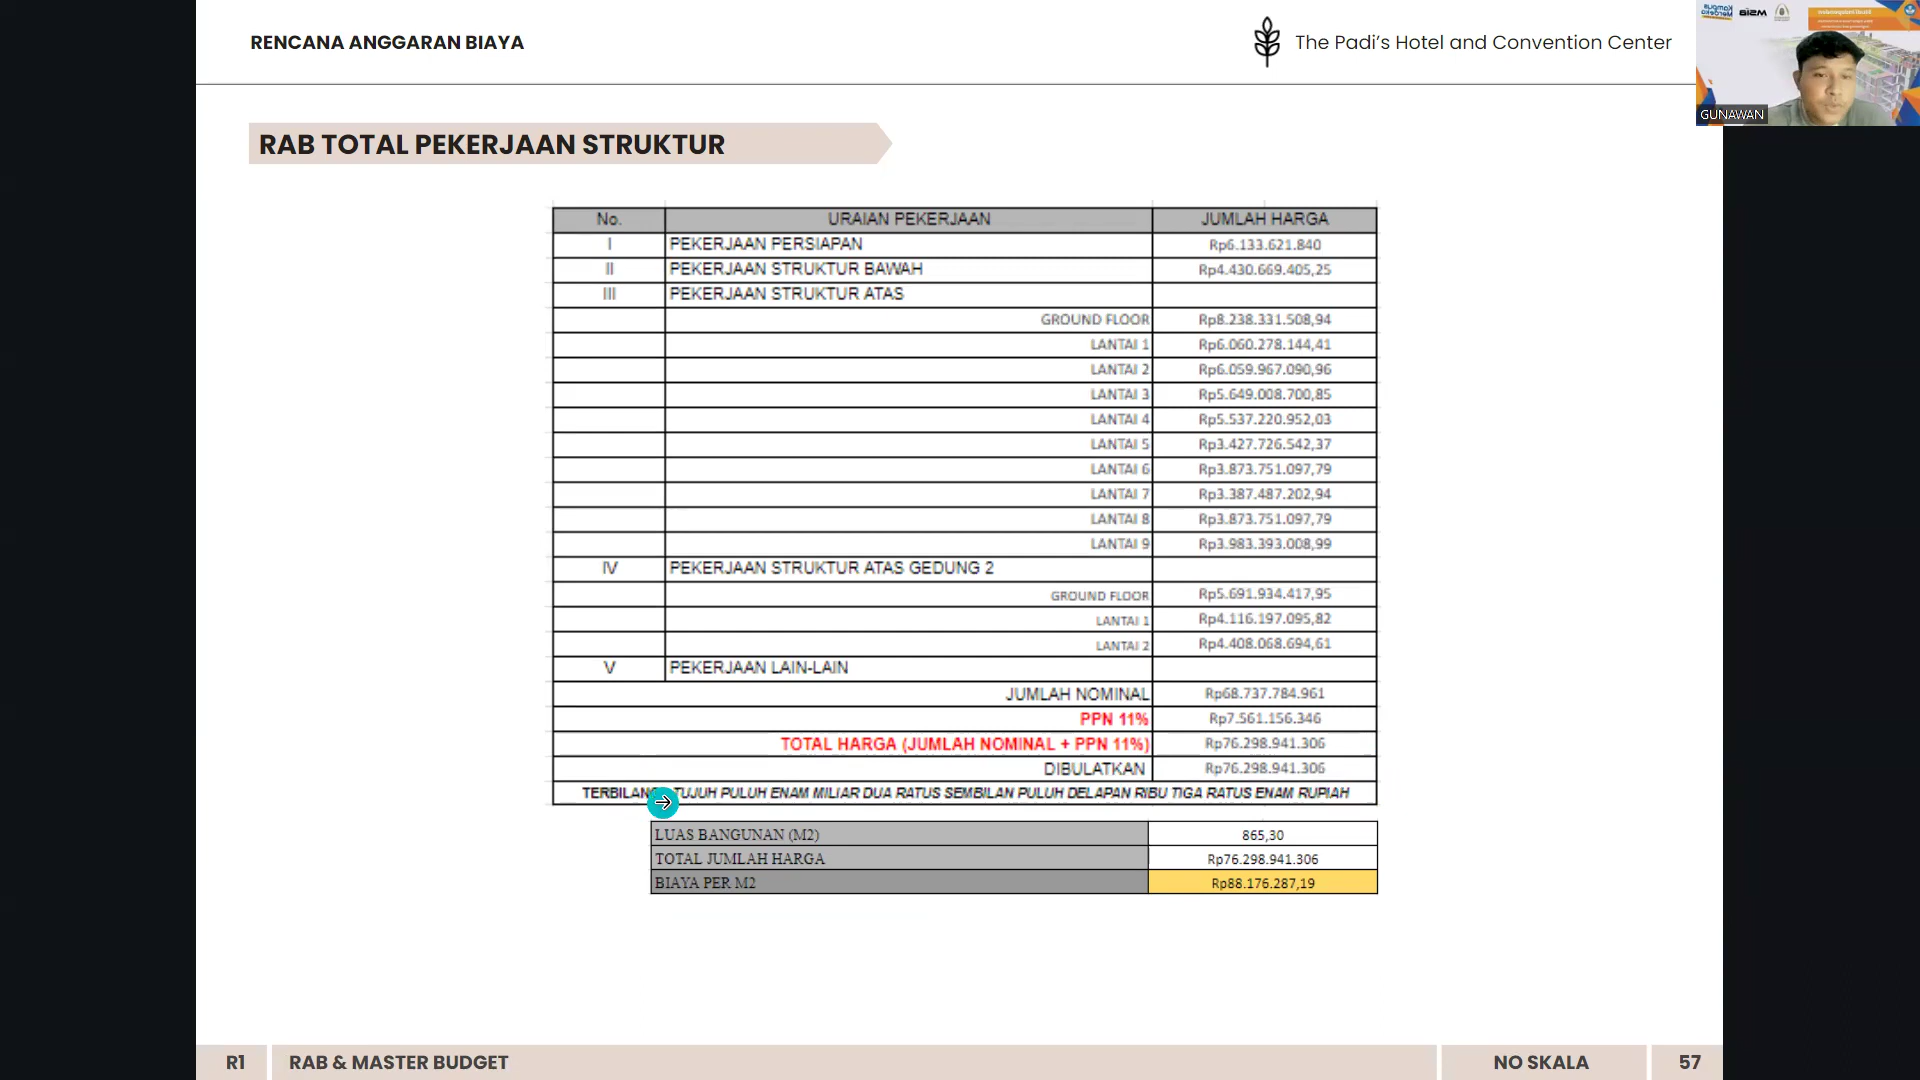 RENCANA ANGGARAN BIAYA
The Padi's Hotel and Convention Center
GUNAWAN
RAB TOTAL PEKERJAAN STRUKTUR
No. URAIAN PEKERJAAN JUMLAH HARGA
I PEKERJAAN PERSIAPAN Rp6.133.621.840
II PEKERJAAN STRUKTUR BAWAH Rp4.430.669.405,25
III PEKERJAAN STRUKTUR ATAS
GROUND FLOOR Rp8.238.331.508,94
LANTAI 1 Rp6.060.278.144,41
LANTAI 2 Rp6.059.967.090,96
LANTAI 3 Rp5.649.008.700,85
LANTAI 4 Rp5.537.220.952,03
LANTAI 5 Rp3.427.726.542,37
LANTAI 6 Rp3.873.751.097,79
LANTAI 7 Rp3.387.487.202,94
LANTAI 8 Rp3.873.751.097,79
LANTAI 9 Rp3.983.393.008,99
IV PEKERJAAN STRUKTUR ATAS GEDUNG 2
GROUND FLOOR Rp5.691.934.417,95
LANTAI 1 Rp4.116.197.095,82
LANTAI 2 Rp4.408.068.694,61
V PEKERJAAN LAIN-LAIN
JUMLAH NOMINAL Rp68.737.784.961
PPN 11% Rp7.561.156.346
TOTAL HARGA (JUMLAH NOMINAL + PPN 11%) Rp76.298.941.306
DIBULATKAN Rp76.298.941.306
TERBILANG TUJUH PULUH ENAM MILIAR DUA RATUS SEMBILAN PULUH DELAPAN RIBU TIGA RATUS ENAM RUPIAH
LUAS BANGUNAN (M2) 865,30
TOTAL JUMLAH HARGA Rp76.298.941.306
BIAYA PER M2 Rp88.176.287,19
R1 RAB & MASTER BUDGET NO SKALA 57